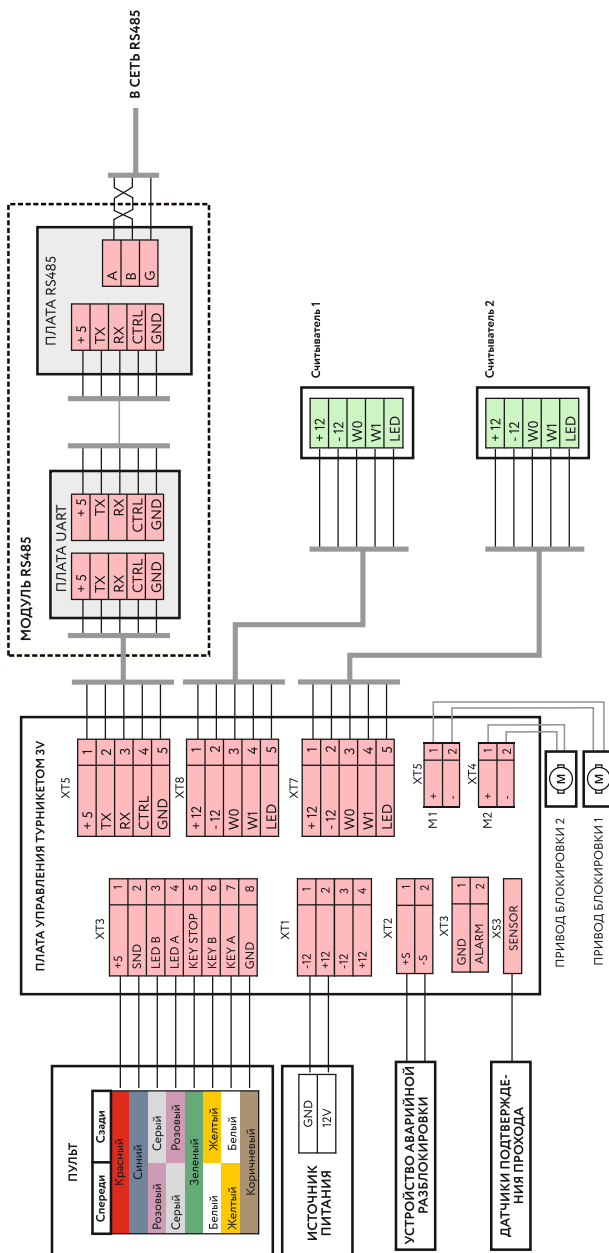 В СЕТЬ RS485
МОДУЛЬ RS485
ПЛАТА RS485
+ 5
TX
RX
CTRL
GND
A
B
G
ПЛАТА UART
+ 5
TX
RX
CTRL
GND
+ 5
TX
RX
CTRL
GND
Считыватель 1
+ 12
- 12
W0
W1
LED
Считыватель 2
+ 12
- 12
W0
W1
LED
ПЛАТА УПРАВЛЕНИЯ ТУРНИКЕТОМ 3V
XT5
+ 5 1
TX 2
RX 3
CTRL 4
GND 5
XT8
+ 12 1
- 12 2
W0 3
W1 4
LED 5
XT7
+ 12 1
- 12 2
W0 3
W1 4
LED 5
XT5
M1
+ 1
- 2
XT4
M2
+ 1
- 2
M
ПРИВОД БЛОКИРОВКИ 2
M
ПРИВОД БЛОКИРОВКИ 1
XT3
+5 1
SND 2
LED B 3
LED A 4
KEY STOP 5
KEY B 6
KEY A 7
GND 8
XT1
-12 1
+12 2
-12 3
+12 4
XT2
+S 1
-S 2
XT3
GND 1
ALARM 2
XS3
SENSOR
ПУЛЬТ
Спереди Сзади
Красный
Синий
Розовый Серый
Серый Розовый
Зеленый
Белый Желтый
Желтый Белый
Коричневый
ИСТОЧНИК
ПИТАНИЯ
GND
12V
УСТРОЙСТВО АВАРИЙНОЙ
РАЗБЛОКИРОВКИ
ДАТЧИКИ ПОДТВЕРЖДЕ-
НИЯ ПРОХОДА